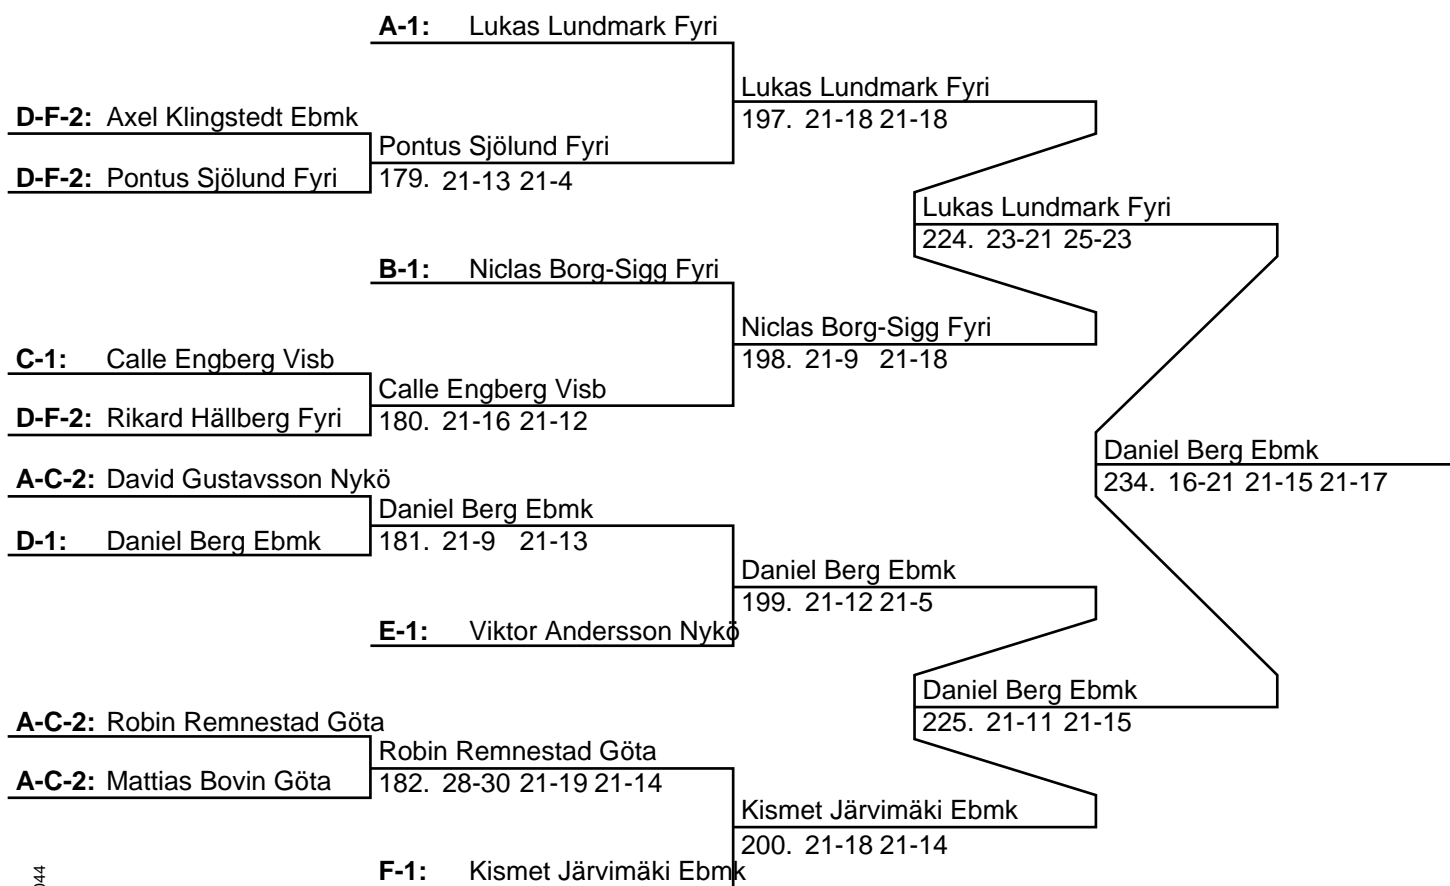 A-1: Lukas Lundmark Fyri
Lukas Lundmark Fyri
D-F-2: Axel Klingstedt Ebmk
197. 21-18 21-18
Pontus Sjölund Fyri
D-F-2: Pontus Sjölund Fyri
179. 21-13 21-4
Lukas Lundmark Fyri
224. 23-21 25-23
B-1: Niclas Borg-Sigg Fyri
Niclas Borg-Sigg Fyri
C-1: Calle Engberg Visb
198. 21-9 21-18
Calle Engberg Visb
D-F-2: Rikard Hällberg Fyri
180. 21-16 21-12
Daniel Berg Ebmk
A-C-2: David Gustavsson Nykö
234. 16-21 21-15 21-17
Daniel Berg Ebmk
D-1: Daniel Berg Ebmk
181. 21-9 21-13
Daniel Berg Ebmk
199. 21-12 21-5
E-1: Viktor Andersson Nykö
Daniel Berg Ebmk
A-C-2: Robin Remnestad Göta
225. 21-11 21-15
Robin Remnestad Göta
A-C-2: Mattias Bovin Göta
182. 28-30 21-19 21-14
Kismet Järvimäki Ebmk
200. 21-18 21-14
F-1: Kismet Järvimäki Ebmk